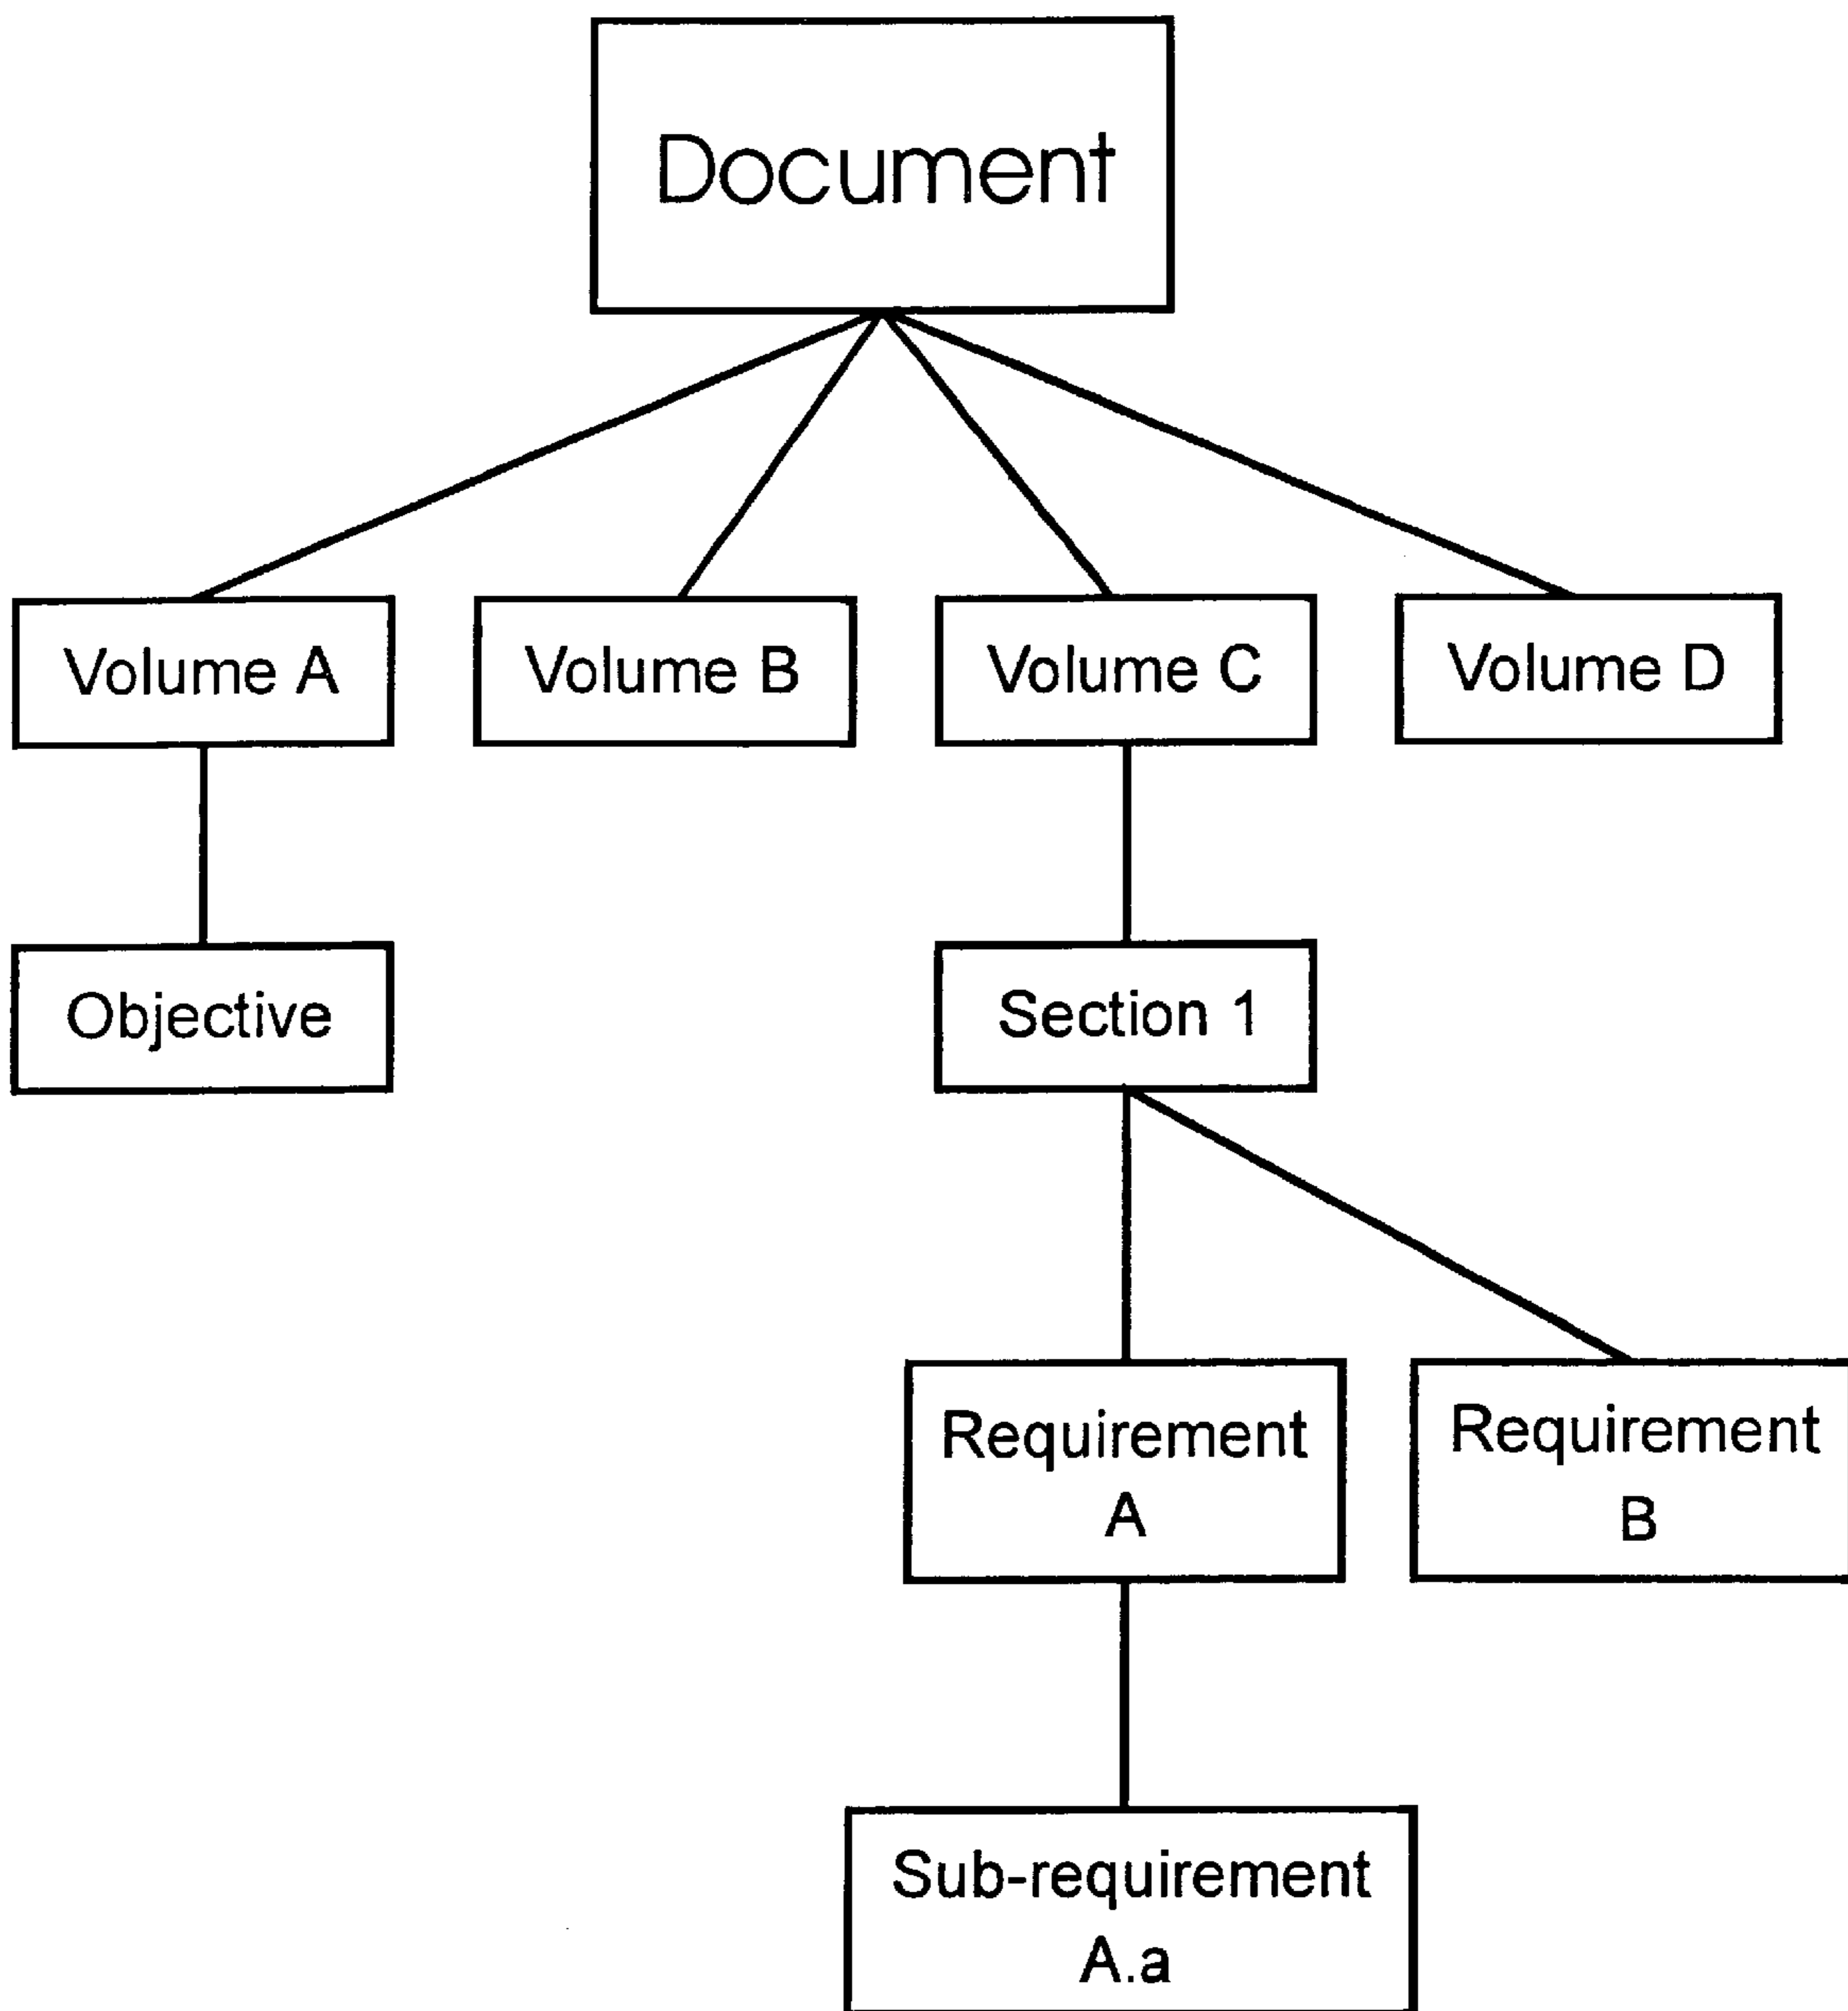 Document
Volume A
Volume B
Volume C
Volume D
Objective
Section 1
Requirement
A
Requirement
B
Sub-requirement
A.a